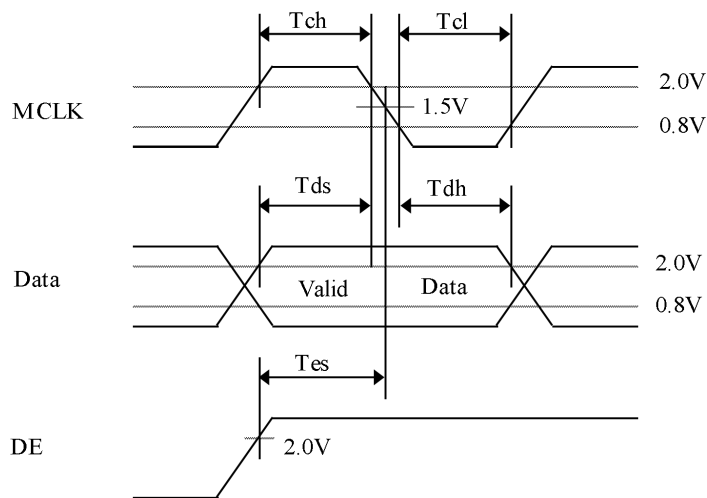 Tch
Tcl
2.0V
MCLK
1.5V
0.8V
Tds
Tdh
Data
2.0V
Valid
Data
0.8V
Tes
DE
2.0V